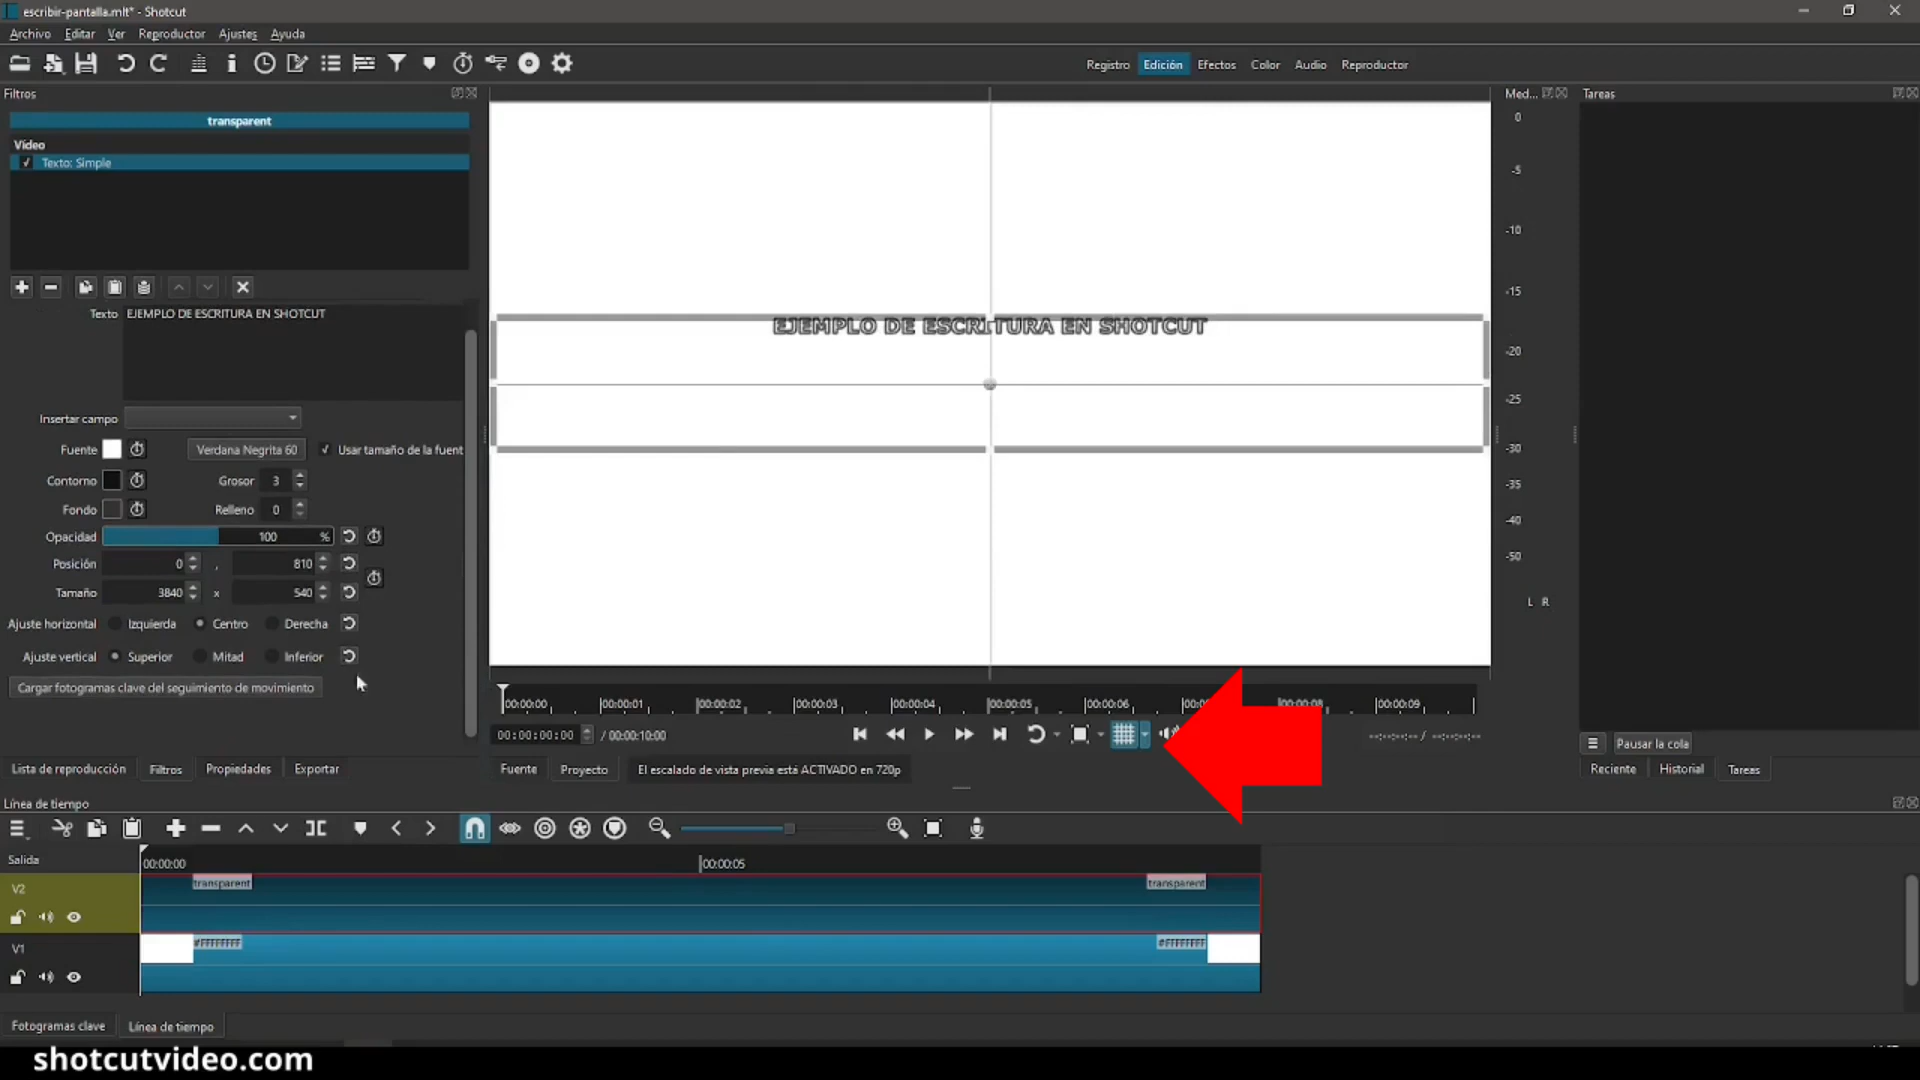 escribir-pantalla.mlt* - Shotcut
Archivo Editar Ver Reproductor Ajustes Ayuda
Registro Edición Efectos Color Audio Reproductor
Filtros
Med...
Tareas
transparent
Vídeo
Texto: Simple
Texto EJEMPLO DE ESCRITURA EN SHOTCUT
Insertar campo
Fuente Verdana Negrita 60 Usar tamaño de la fuent
Contorno Grosor 3
Fondo Relleno 0
Opacidad 100 %
Posición 0 , 810
Tamaño 3840 x 540
Ajuste horizontal Izquierda Centro Derecha
Ajuste vertical Superior Mitad Inferior
Cargar fotogramas clave del seguimiento de movimiento
Lista de reproducción Filtros Propiedades Exportar
EJEMPLO DE ESCRITURA EN SHOTCUT
00:00:00 00:00:01 00:00:02 00:00:03 00:00:04 00:00:05 00:00:06 00:00:08 00:00:09
00:00:00:00 / 00:00:10:00
--:--:--:-- / --:--:--:--
Fuente Proyecto El escalado de vista previa está ACTIVADO en 720p
0
-5
-10
-15
-20
-25
-30
-35
-40
-50
L R
Pausar la cola
Reciente Historial Tareas
Línea de tiempo
Salida
00:00:00 00:00:05
V2
transparent transparent
V1
#FFFFFFFF #FFFFFFFF
Fotogramas clave Línea de tiempo
shotcutvideo.com